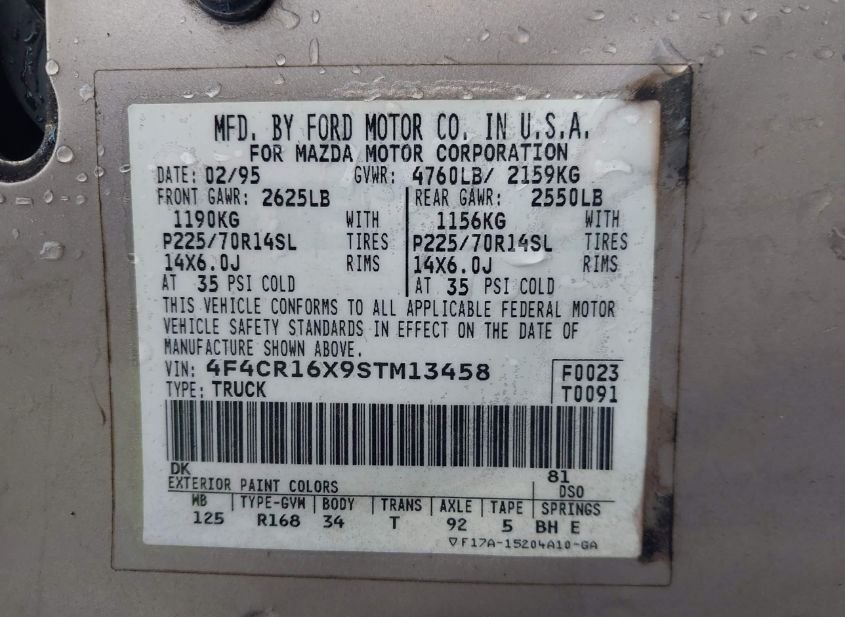 MFD. BY FORD MOTOR CO. IN U.S.A.
FOR MAZDA MOTOR CORPORATION
DATE: 02/95 GVWR: 4760LB/ 2159KG
FRONT GAWR: 2625LB REAR GAWR: 2550LB
1190KG WITH 1156KG WITH
P225/70R14SL TIRES P225/70R14SL TIRES
14X6.0J RIMS 14X6.0J RIMS
AT 35 PSI COLD AT 35 PSI COLD
THIS VEHICLE CONFORMS TO ALL APPLICABLE FEDERAL MOTOR
VEHICLE SAFETY STANDARDS IN EFFECT ON THE DATE OF
MANUFACTURE SHOWN ABOVE.
VIN: 4F4CR16X9STM13458 F0023
TYPE: TRUCK T0091
DK 81
EXTERIOR PAINT COLORS DSO
WB TYPE-GVW BODY TRANS AXLE TAPE SPRINGS
125 R168 34 T 92 5 BH E
F17A-15204A10-GA